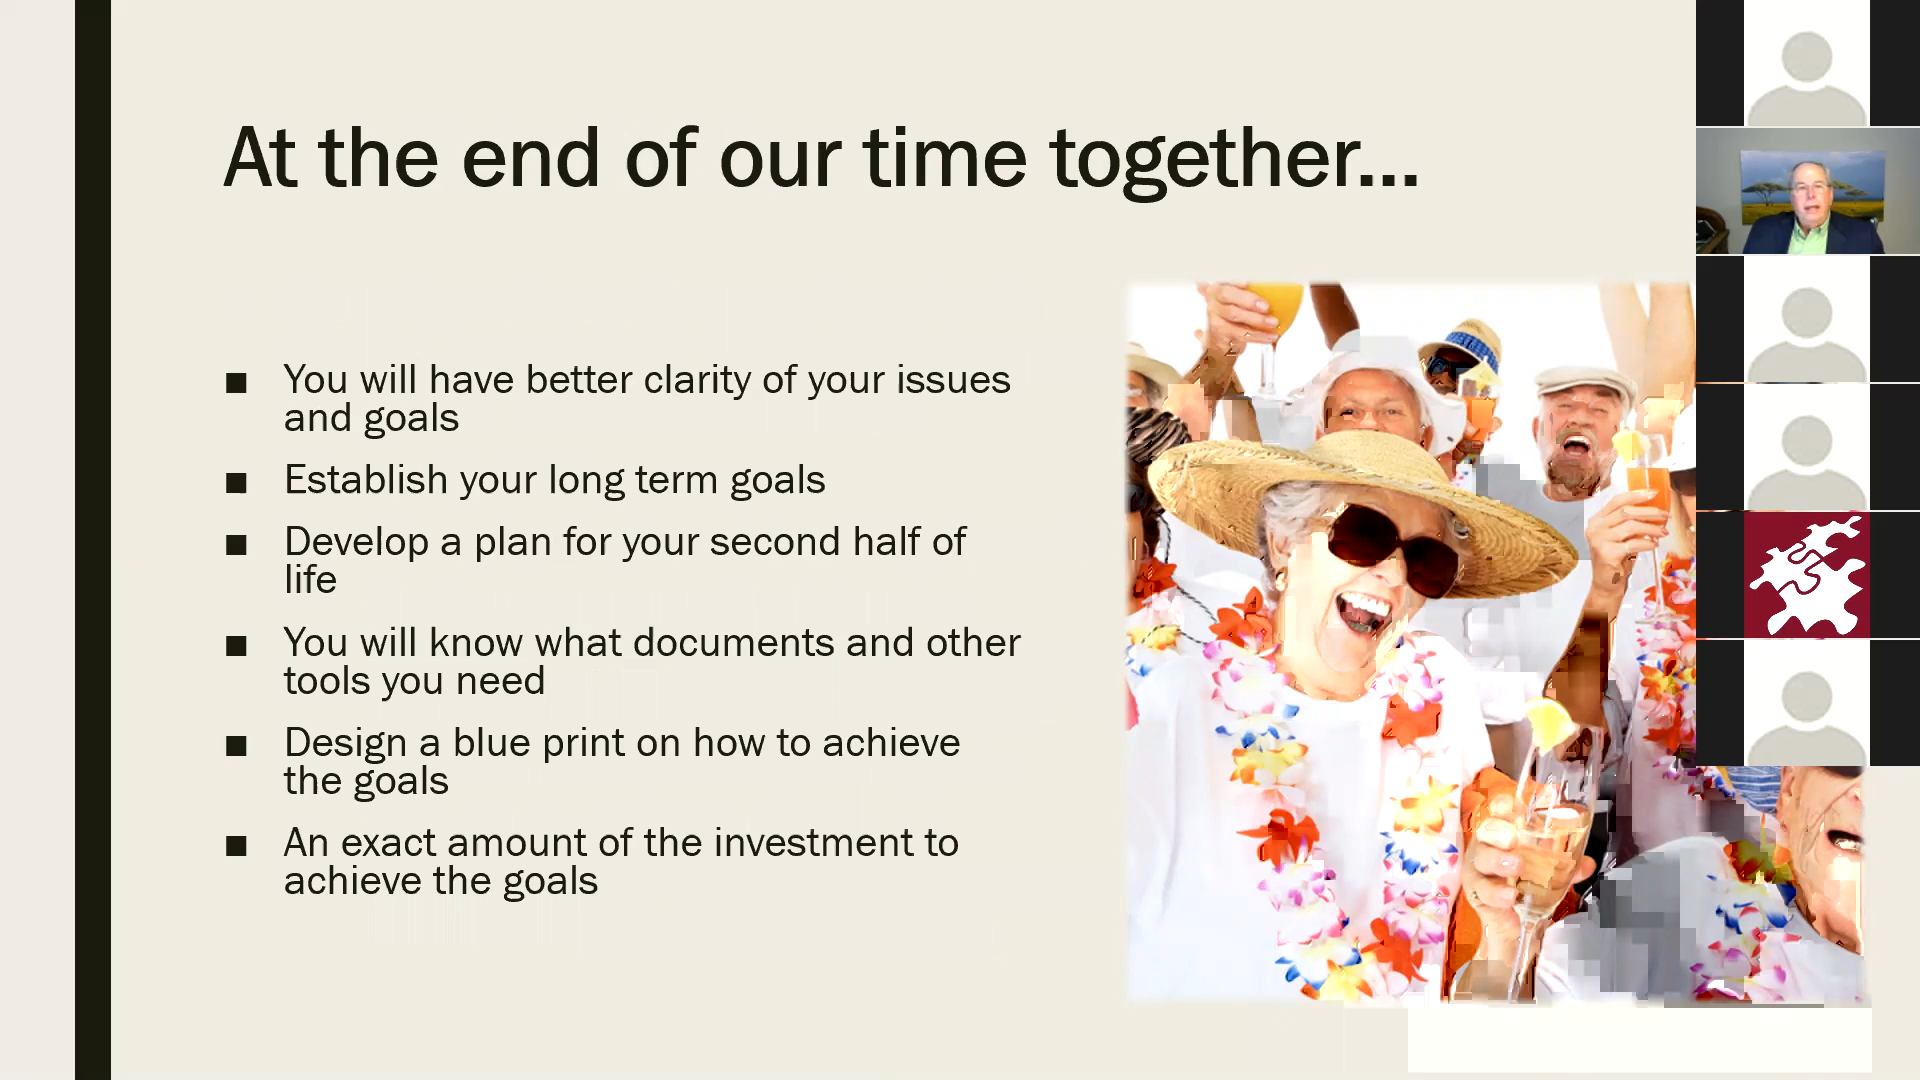 At the end of our time together...
■ You will have better clarity of your issues
and goals
■ Establish your long term goals
■ Develop a plan for your second half of
life
■ You will know what documents and other
tools you need
■ Design a blue print on how to achieve
the goals
■ An exact amount of the investment to
achieve the goals